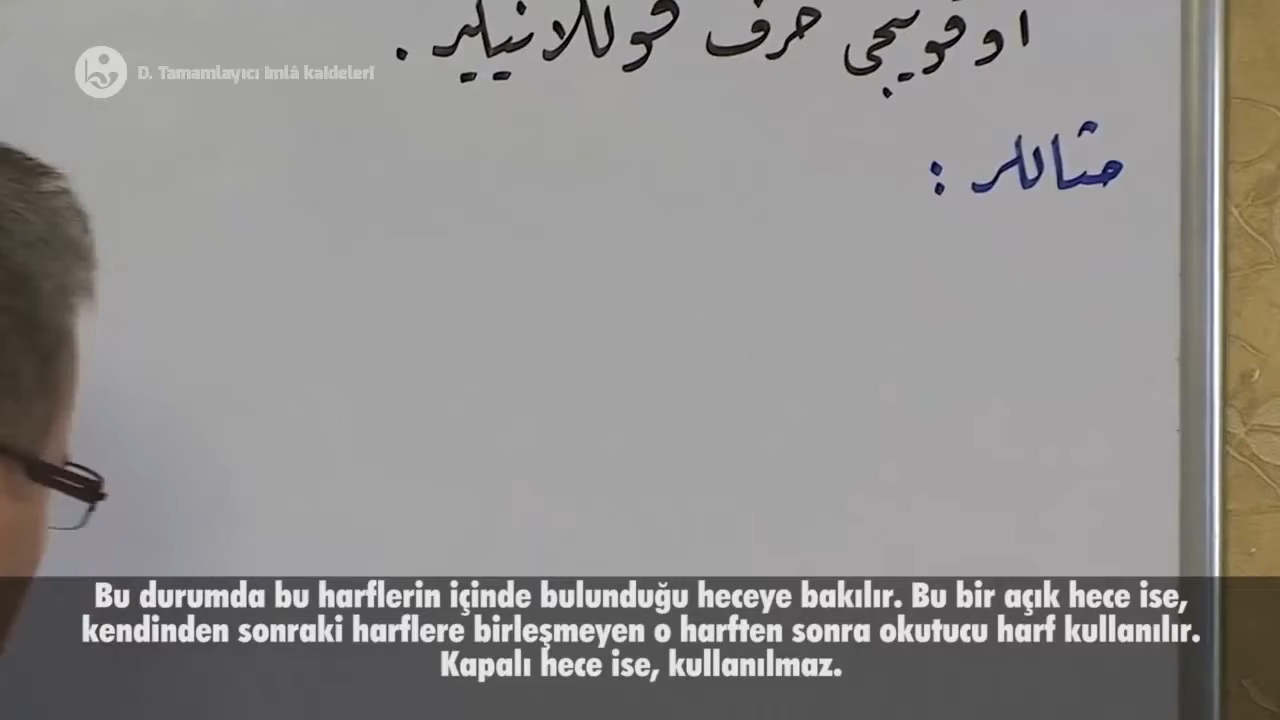 اوقويىجى حرف قوللانيلير .
D. Tamamlayıcı İmlâ kaideleri
مثاللر :
Bu durumda bu harflerin içinde bulunduğu heceye bakılır. Bu bir açık hece ise,
kendinden sonraki harflere birleşmeyen o harften sonra okutucu harf kullanılır.
Kapalı hece ise, kullanılmaz.